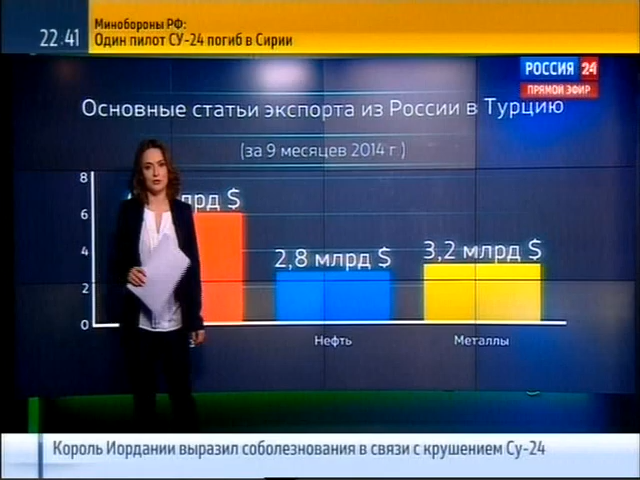 22.41
Минобороны РФ:
Один пилот СУ-24 погиб в Сирии
РОССИЯ 24
ПРЯМОЙ ЭФИР
Основные статьи экспорта из России в Турцию
(за 9 месяцев 2014 г.)
8
6
4
2
0
млрд $
2,8 млрд $
3,2 млрд $
Нефть
Металлы
Король Иордании выразил соболезнования в связи с крушением Су-24